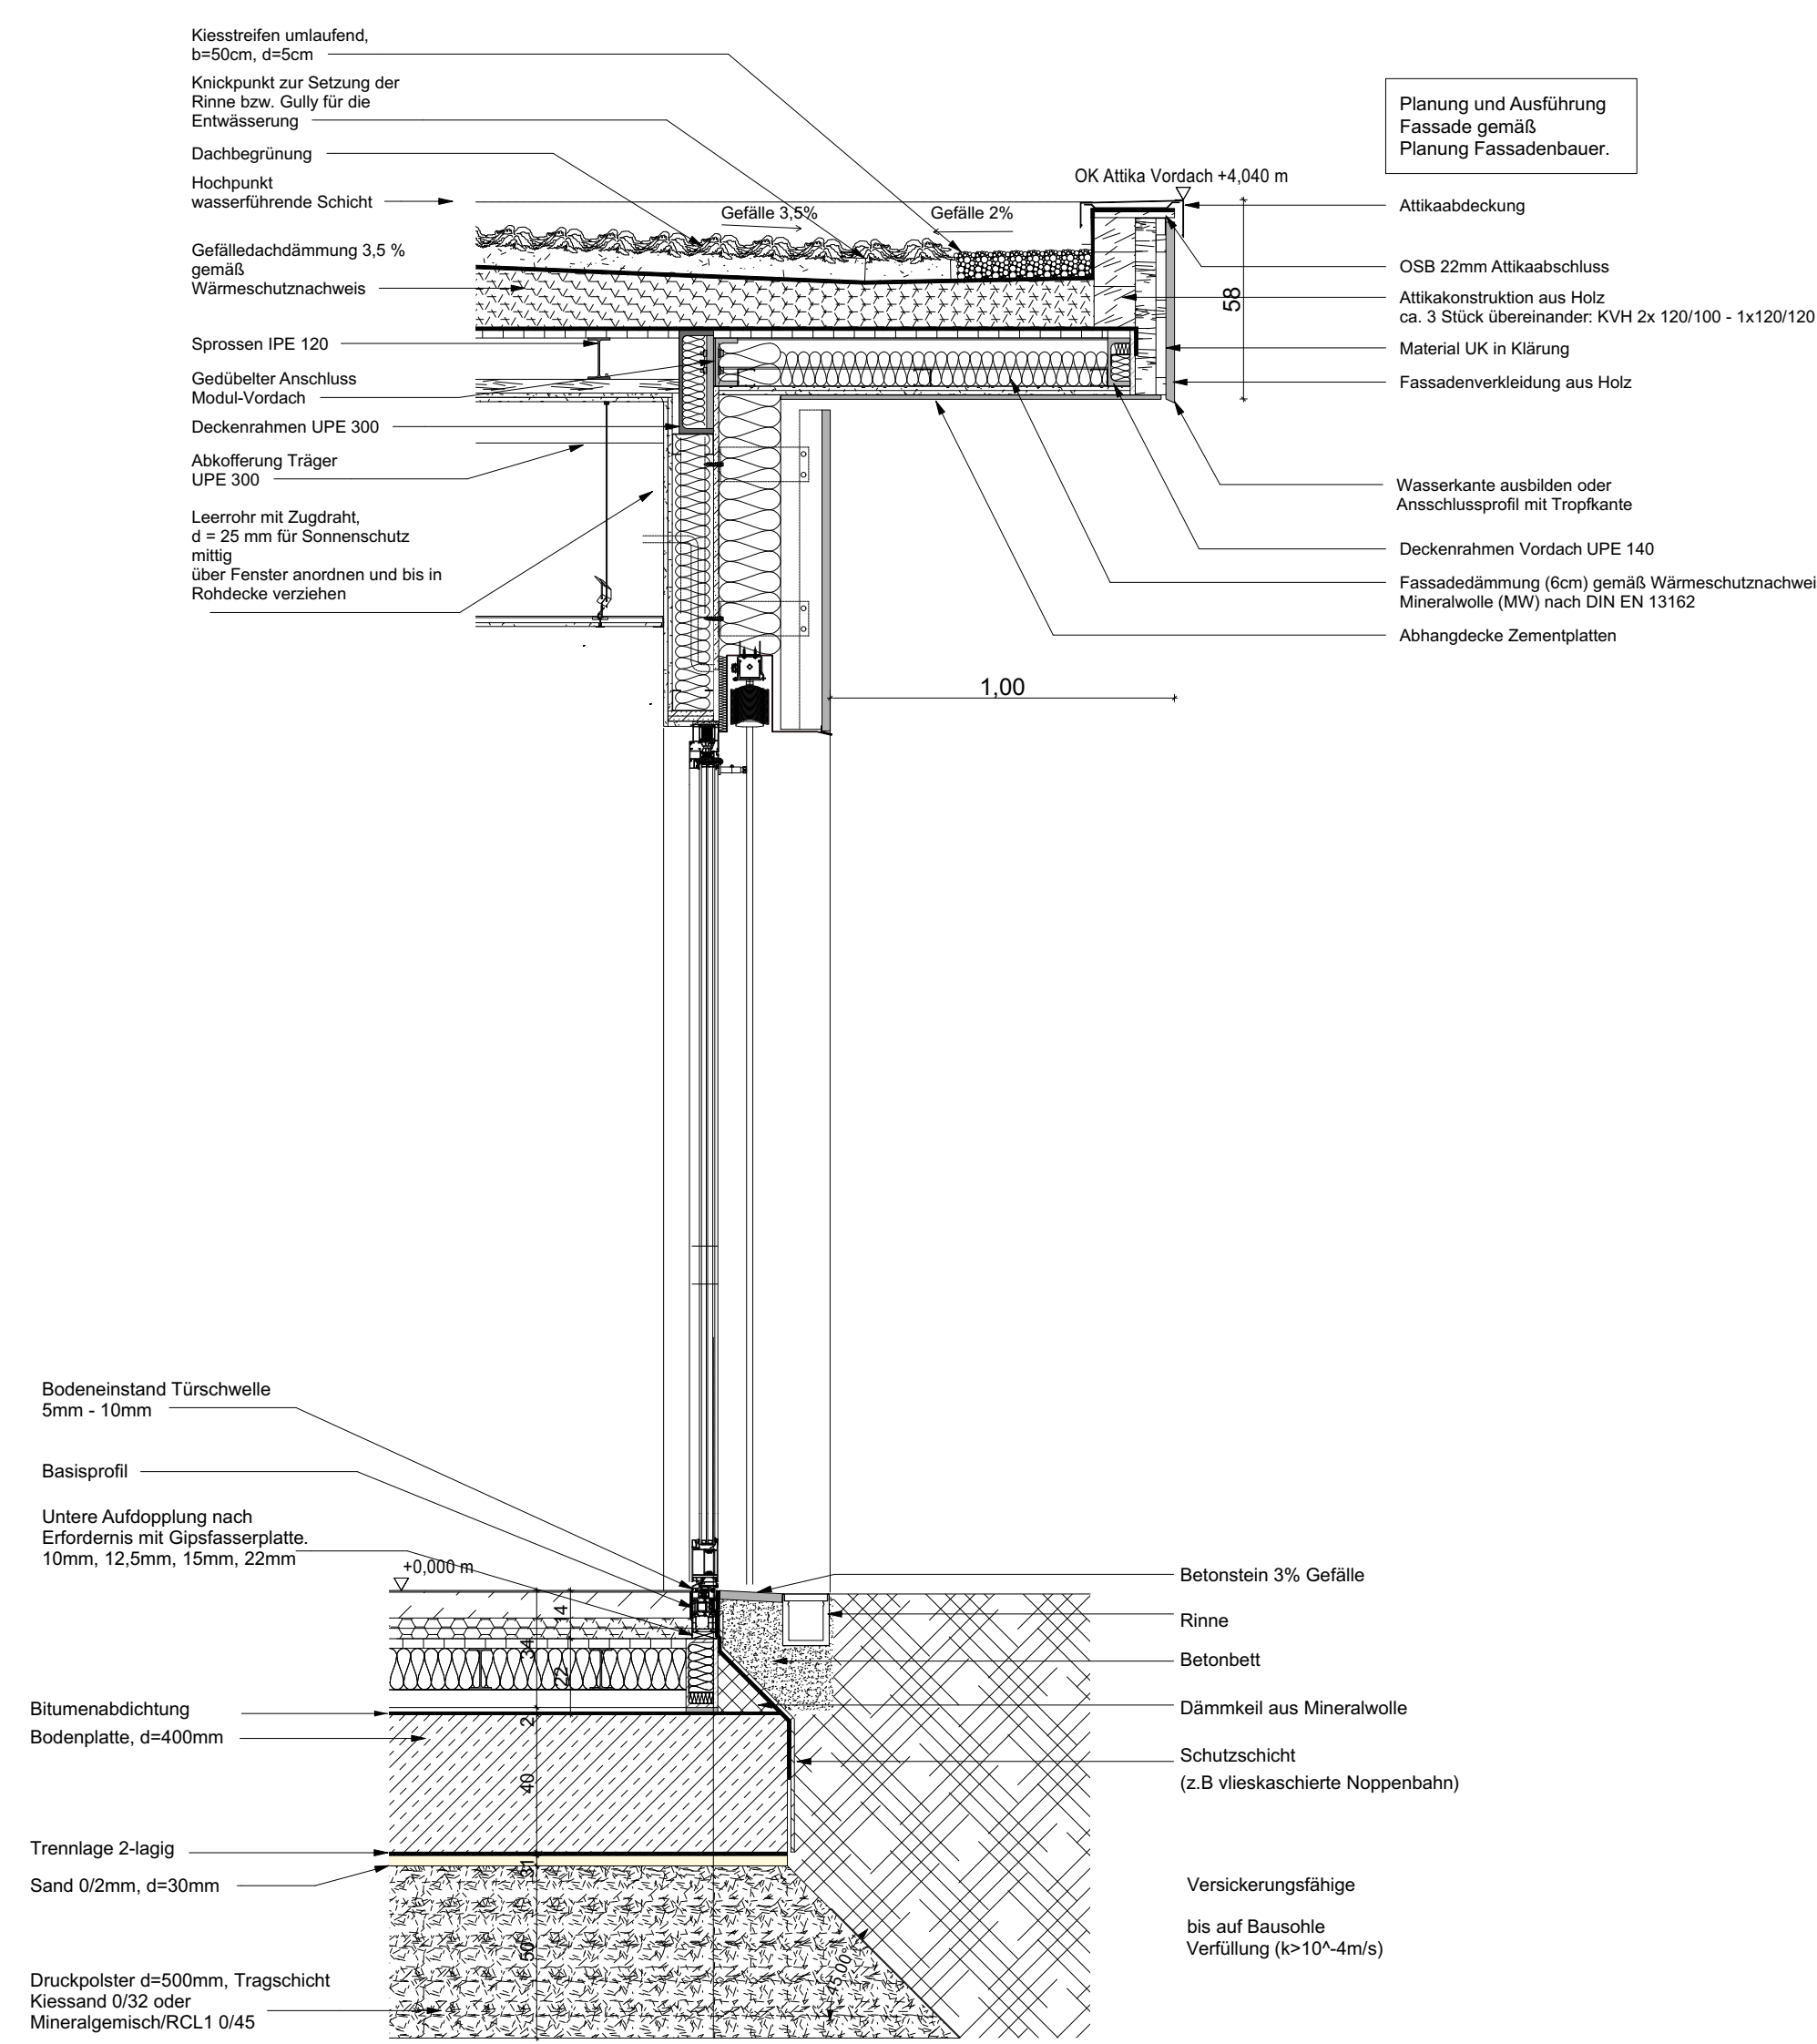 Kiesstreifen umlaufend,
b=50cm, d=5cm
Knickpunkt zur Setzung der
Rinne bzw. Gully für die
Entwässerung
Dachbegrünung
Hochpunkt
wasserführende Schicht
Gefälledachdämmung 3,5 %
gemäß
Wärmeschutznachweis
Sprossen IPE 120
Gedübelter Anschluss
Modul-Vordach
Deckenrahmen UPE 300
Abkofferung Träger
UPE 300
Leerrohr mit Zugdraht,
d = 25 mm für Sonnenschutz
mittig
über Fenster anordnen und bis in
Rohdecke verziehen
Gefälle 3,5%
Gefälle 2%
OK Attika Vordach +4,040 m
58
1,00
Planung und Ausführung
Fassade gemäß
Planung Fassadenbauer.
Attikaabdeckung
OSB 22mm Attikaabschluss
Attikakonstruktion aus Holz
ca. 3 Stück übereinander: KVH 2x 120/100 - 1x120/120
Material UK in Klärung
Fassadenverkleidung aus Holz
Wasserkante ausbilden oder
Ansschlussprofil mit Tropfkante
Deckenrahmen Vordach UPE 140
Fassadedämmung (6cm) gemäß Wärmeschutznachwei
Mineralwolle (MW) nach DIN EN 13162
Abhangdecke Zementplatten
Bodeneinstand Türschwelle
5mm - 10mm
Basisprofil
Untere Aufdopplung nach
Erfordernis mit Gipsfasserplatte.
10mm, 12,5mm, 15mm, 22mm
+0,000 m
14
34
22
2
40
31
50
45,00°
Bitumenabdichtung
Bodenplatte, d=400mm
Trennlage 2-lagig
Sand 0/2mm, d=30mm
Druckpolster d=500mm, Tragschicht
Kiessand 0/32 oder
Mineralgemisch/RCL1 0/45
Betonstein 3% Gefälle
Rinne
Betonbett
Dämmkeil aus Mineralwolle
Schutzschicht
(z.B vlieskaschierte Noppenbahn)
Versickerungsfähige
bis auf Bausohle
Verfüllung (k>10^-4m/s)